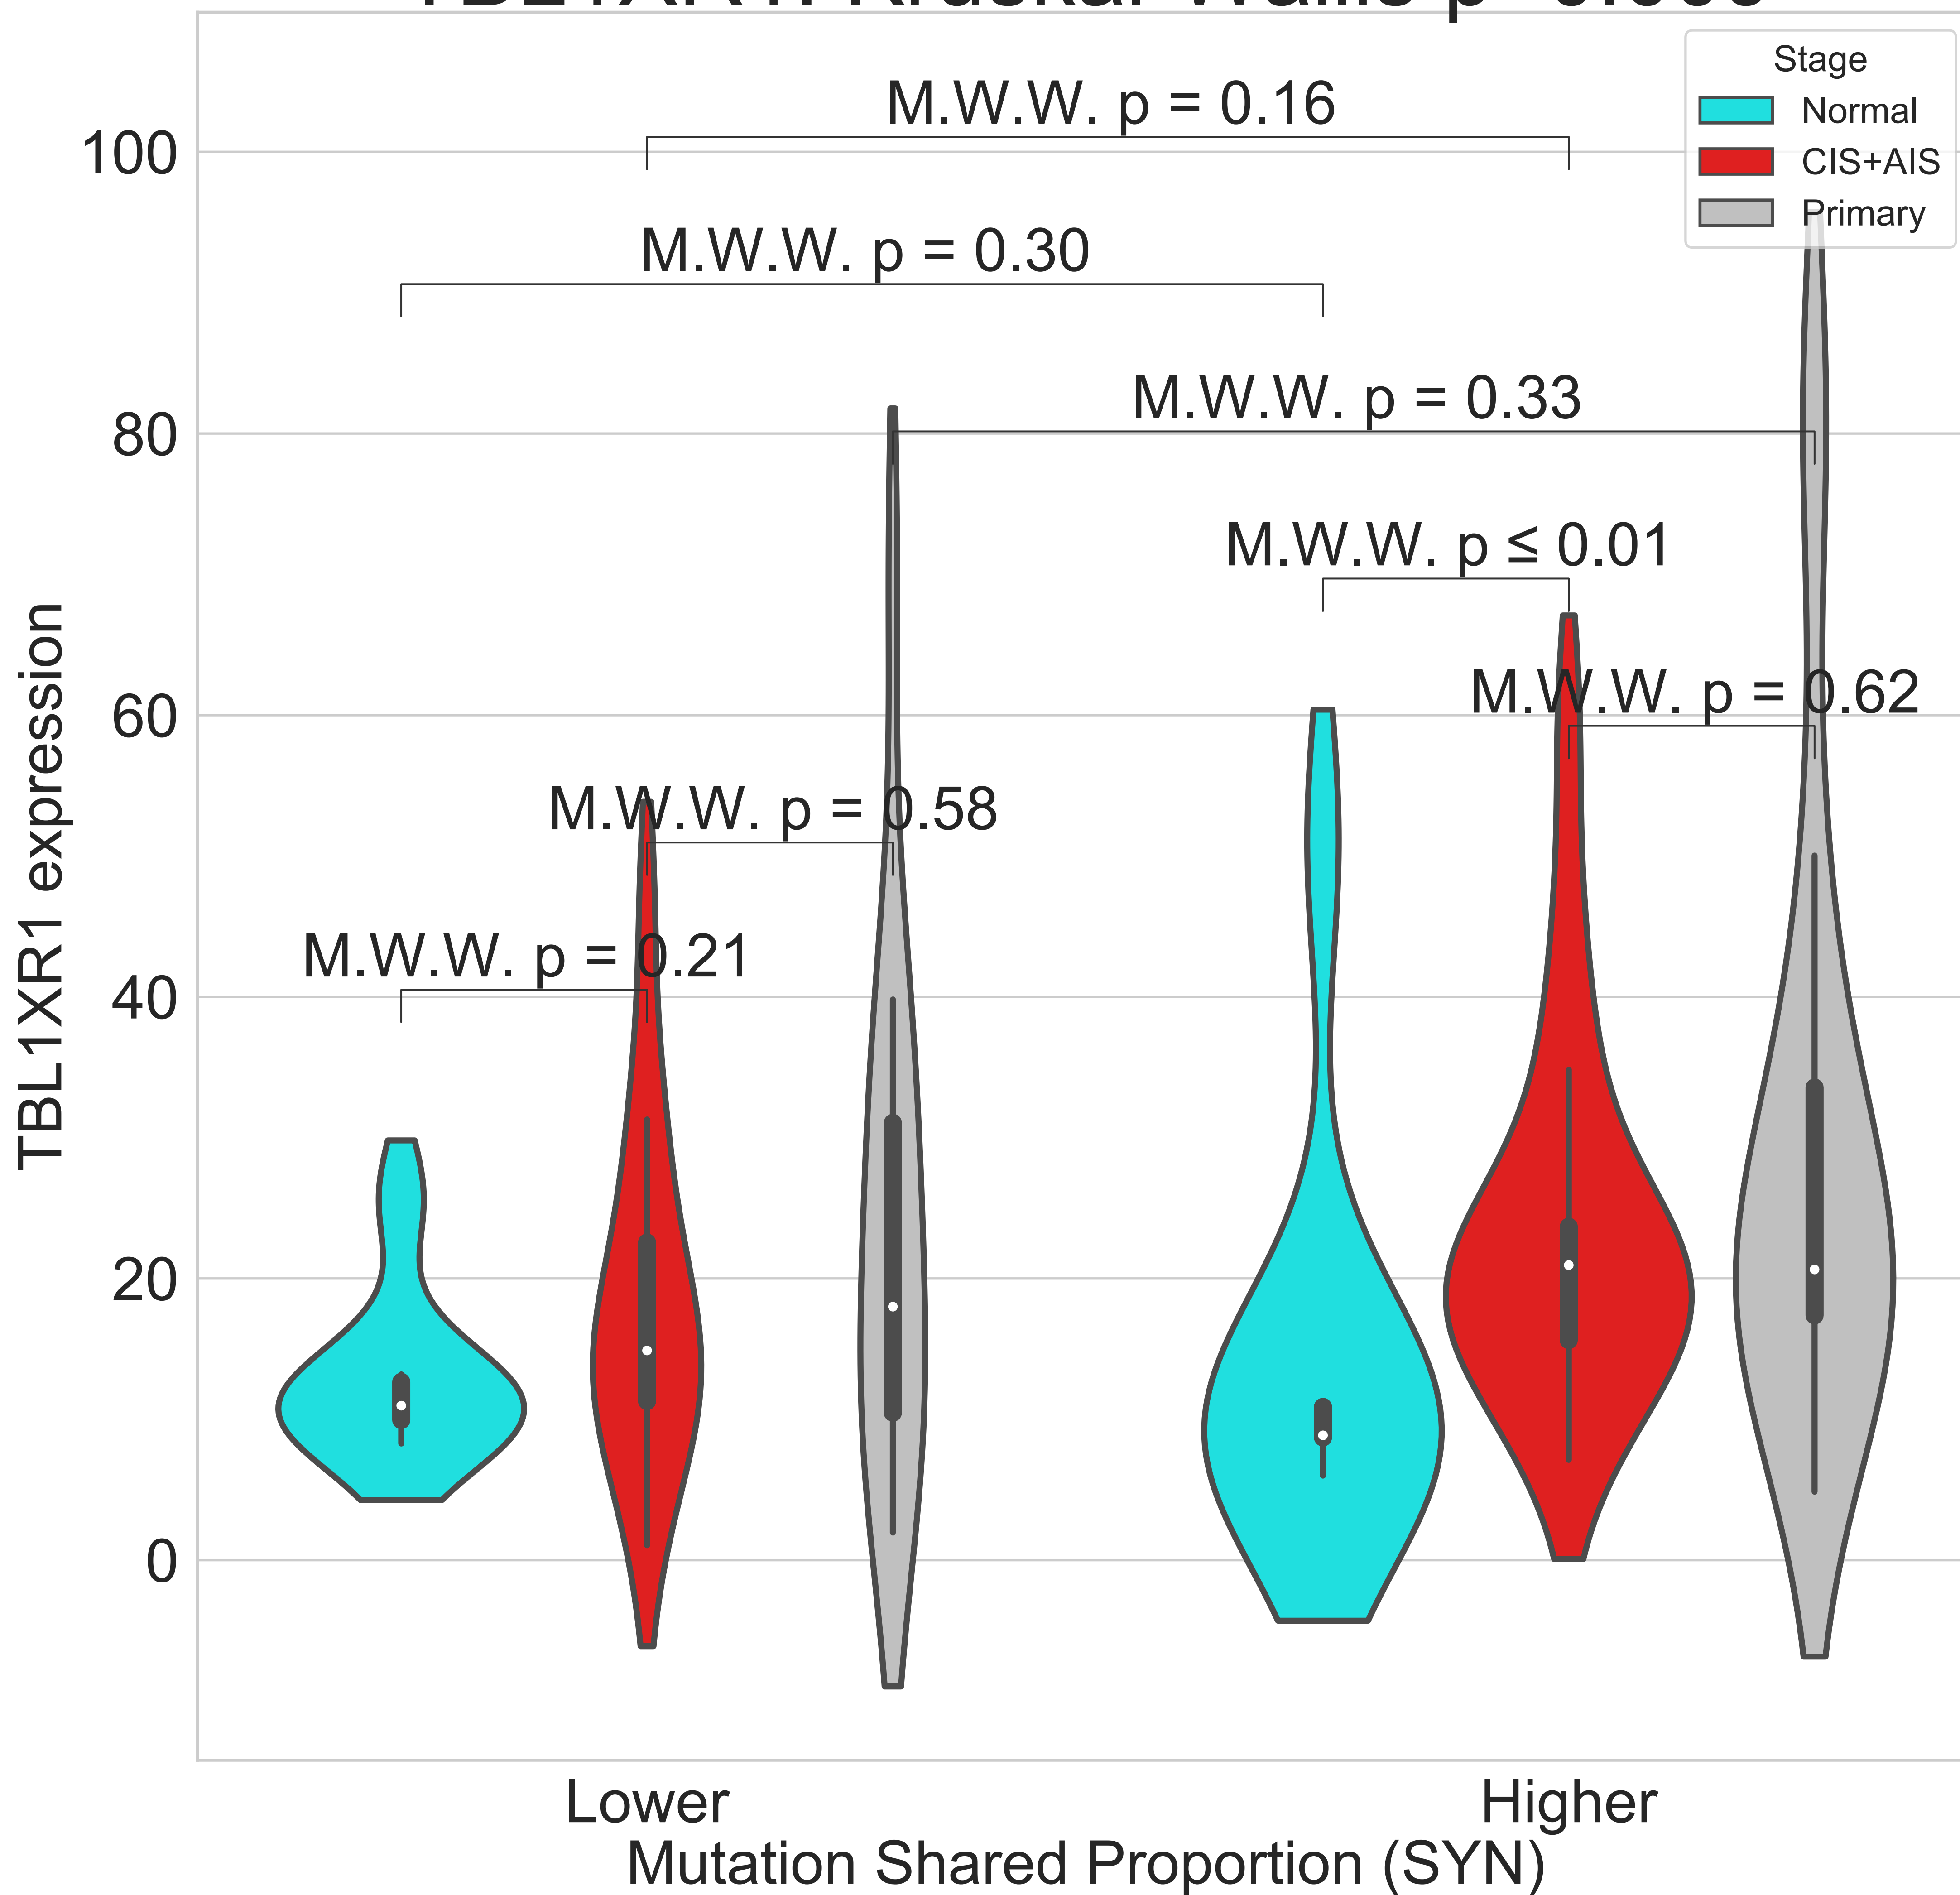 Stage
Normal
CIS+AIS
Primary
M.W.W. p = 0.16
M.W.W. p = 0.30
M.W.W. p = 0.33
M.W.W. p ≤ 0.01
M.W.W. p = 0.62
M.W.W. p = 0.58
M.W.W. p = 0.21
100
80
60
40
20
0
TBL1XR1 expression
Lower
Higher
Mutation Shared Proportion (SYN)